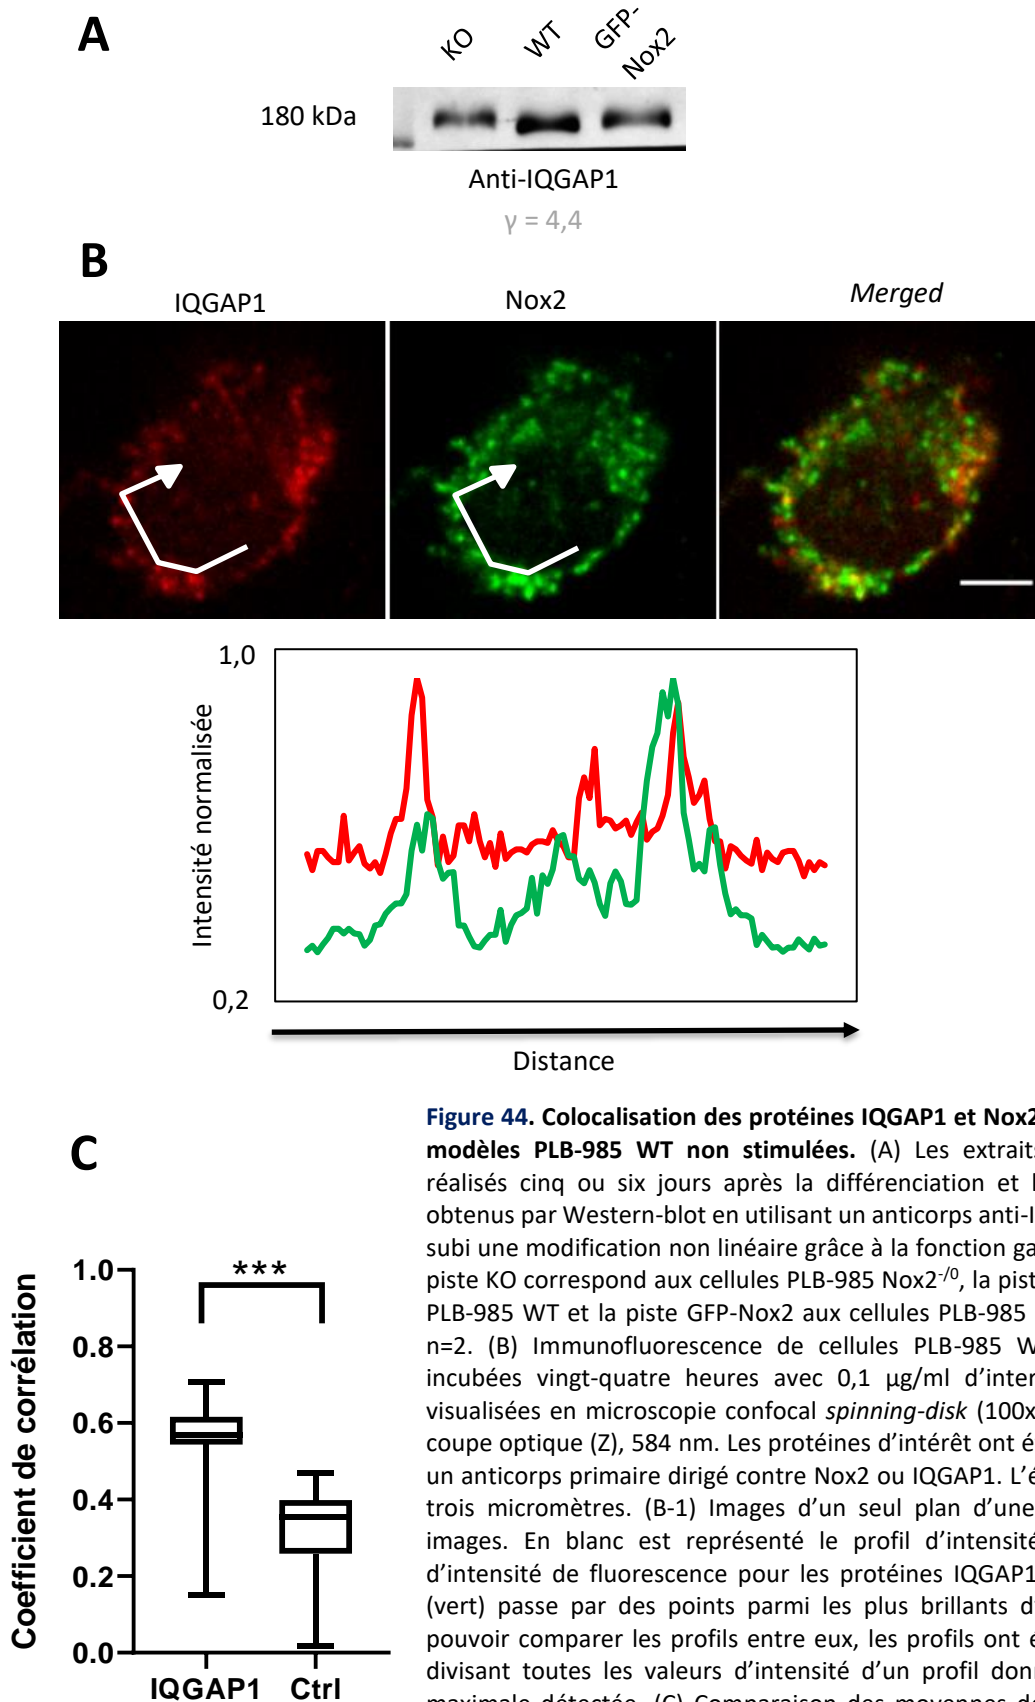 A
KO WT GFP-Nox2
180 kDa
Anti-IQGAP1
γ = 4,4
B
IQGAP1 Nox2 Merged
1,0
Intensité normalisée
0,2
Distance
C
1.0
0.8
0.6
0.4
0.2
0.0
Coefficient de corrélation
***
IQGAP1 Ctrl
Figure 44. Colocalisation des protéines IQGAP1 et Nox2
modèles PLB-985 WT non stimulées. (A) Les extraits
réalisés cinq ou six jours après la différenciation et
obtenus par Western-blot en utilisant un anticorps
subi une modification non linéaire grâce à la fonction
piste KO correspond aux cellules PLB-985 Nox2-/0, la
PLB-985 WT et la piste GFP-Nox2 aux cellules PLB-985
n=2. (B) Immunofluorescence de cellules PLB-985
incubées vingt-quatre heures avec 0,1 µg/ml
visualisées en microscopie confocal spinning-disk (100x
coupe optique (Z), 584 nm. Les protéines d’intérêt ont
un anticorps primaire dirigé contre Nox2 ou IQGAP1.
trois micromètres. (B-1) Images d’un seul plan d’une
images. En blanc est représenté le profil d’intensité
d’intensité de fluorescence pour les protéines IQGAP1
(vert) passe par des points parmi les plus brillants
pouvoir comparer les profils entre eux, les profils ont
divisant toutes les valeurs d’intensité d’un profil
maximale détectée. (C) Comparaison des moyennes